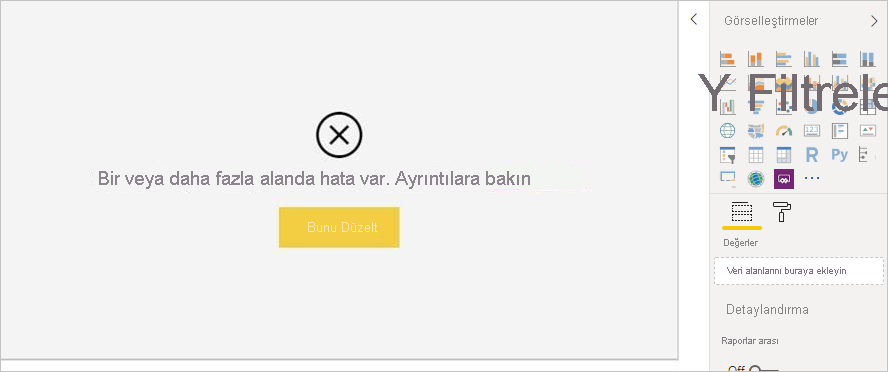 Görselleştirmeler
Y Filtrele
R Py
123
Bir veya daha fazla alanda hata var. Ayrıntılara bakın
Bunu Düzelt
Değerler
Veri alanlarını buraya ekleyin
Detaylandırma
Raporlar arası
Off